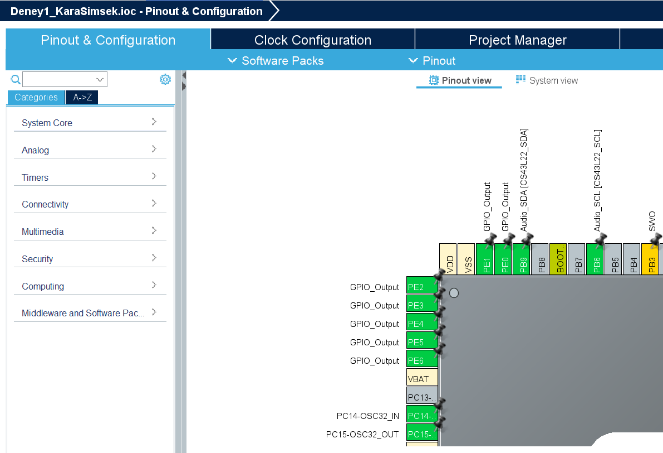 Deney1_KaraSimsek.ioc - Pinout & Configuration
Pinout & Configuration
Clock Configuration
Project Manager
Software Packs
Pinout
Pinout view
System view
Categories
A->Z
System Core
Analog
Timers
Connectivity
Multimedia
Security
Computing
Middleware and Software Pac...
GPIO_Output
GPIO_Output
Audio_SDA [CS43L22_SDA]
Audio_SCL [CS43L22_SCL]
SWO
VDD
VSS
PE1
PE0
PB9
PB8
BOOT
PB7
PB6
PB5
PB4
PB3
GPIO_Output PE2
GPIO_Output PE3
GPIO_Output PE4
GPIO_Output PE5
GPIO_Output PE6
VBAT
PC13-
PC14-OSC32_IN PC14..
PC15-OSC32_OUT PC15-